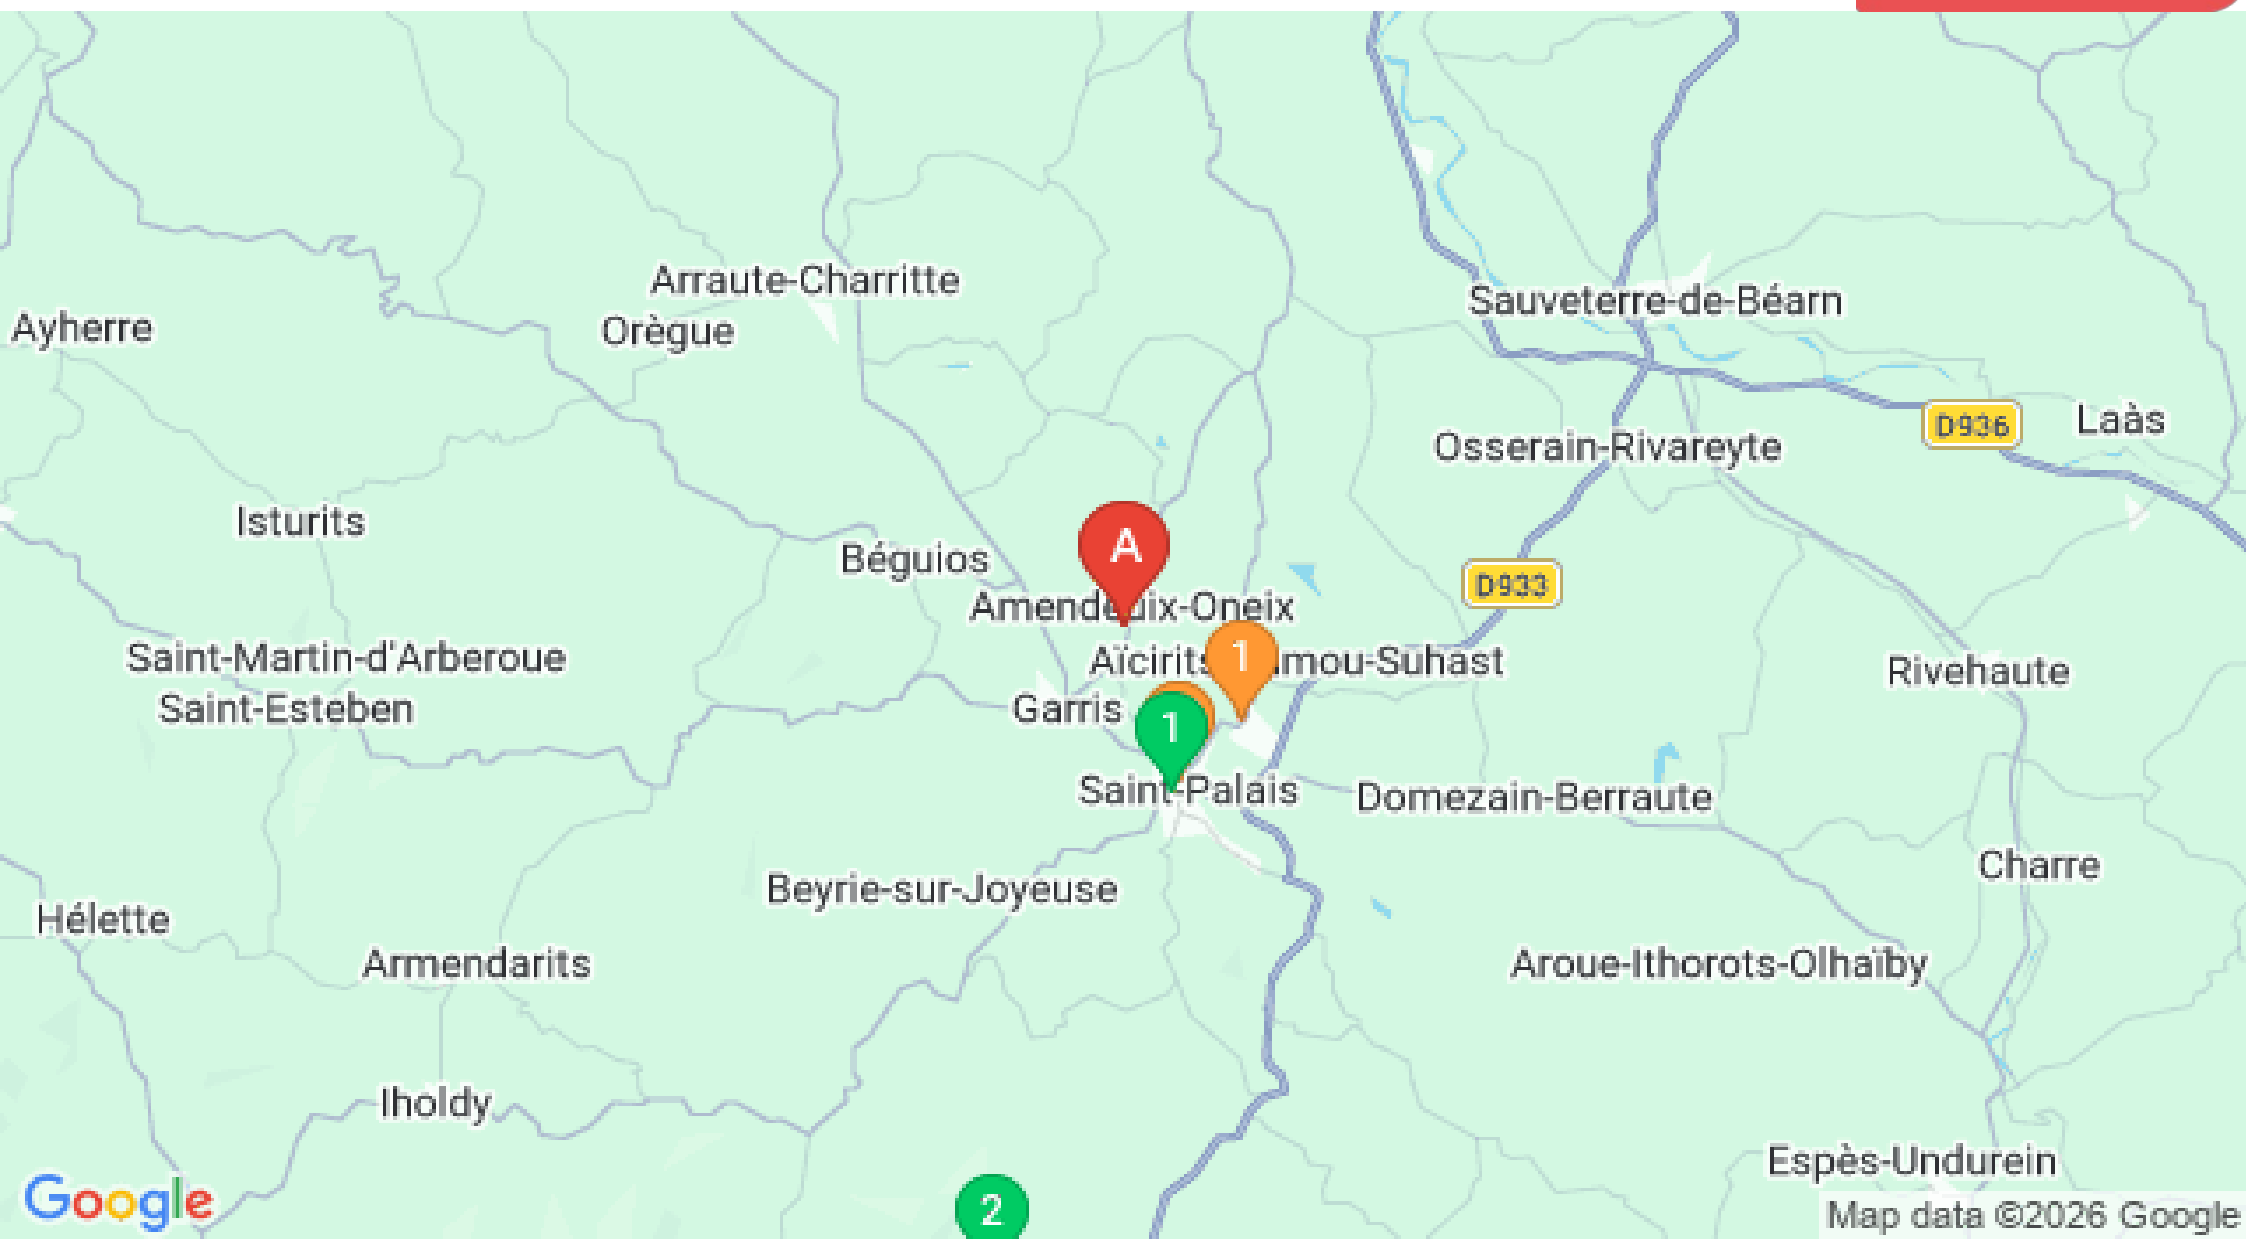 Arraute-Charritte
Sauveterre-de-Béarn
Ayherre
Orègue
D936
Laàs
Osserain-Rivareyte
Isturits
A
Béguios
D933
Amendeuix-Oneix
1
Saint-Martin-d'Arberoue
Rivehaute
Saint-Esteben
Garris
1
Saint-Palais
Domezain-Berraute
Charre
Beyrie-sur-Joyeuse
Hélette
Armendarits
Aroue-Ithorots-Olhaïby
Iholdy
Espès-Undurein
Google
2
Map data ©2026 Google